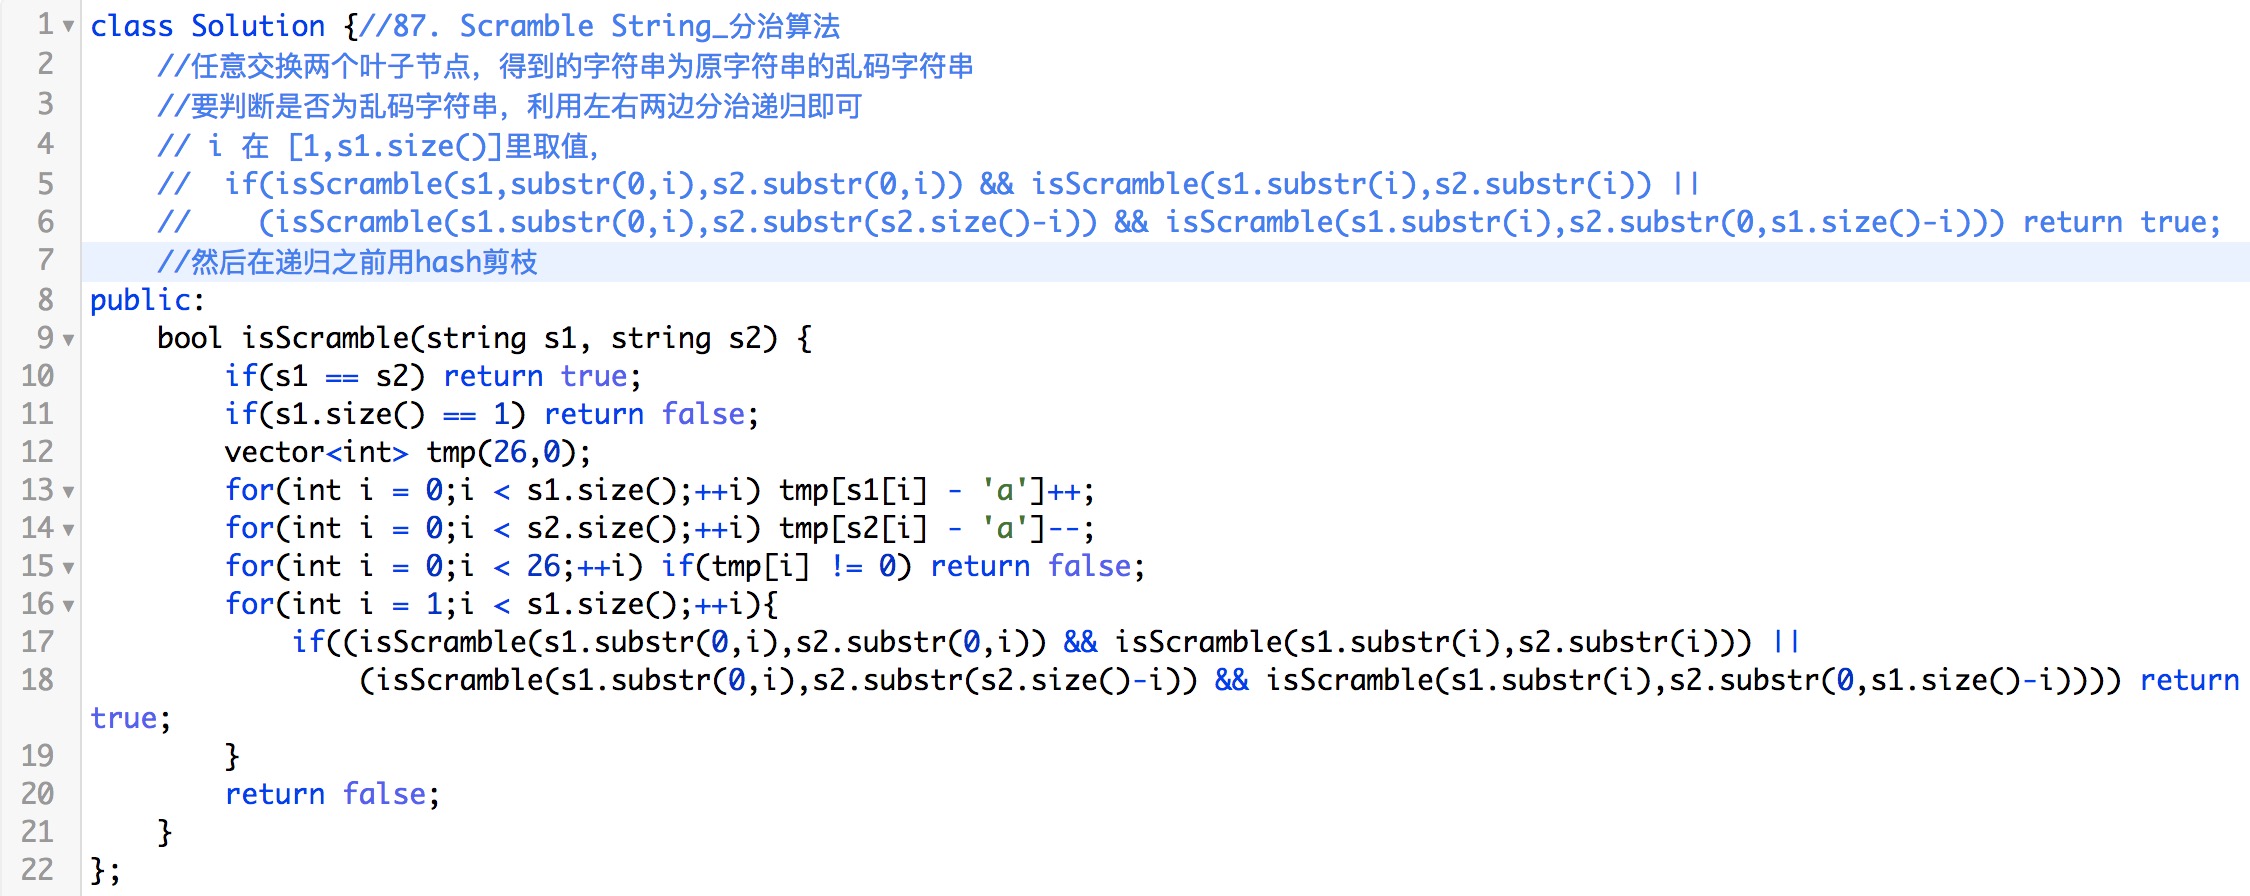 1 class Solution {//87. Scramble String_分治算法
2 //任意交换两个叶子节点，得到的字符串为原字符串的乱码字符串
3 //要判断是否为乱码字符串，利用左右两边分治递归即可
4 // i 在 [1,s1.size()]里取值，
5 //  if(isScramble(s1,substr(0,i),s2.substr(0,i)) && isScramble(s1.substr(i),s2.substr(i)) ||
6 //    (isScramble(s1.substr(0,i),s2.substr(s2.size()-i)) && isScramble(s1.substr(i),s2.substr(0,s1.size()-i))) return true;
7 //然后在递归之前用hash剪枝
8 public:
9     bool isScramble(string s1, string s2) {
10         if(s1 == s2) return true;
11         if(s1.size() == 1) return false;
12         vector<int> tmp(26,0);
13         for(int i = 0;i < s1.size();++i) tmp[s1[i] - 'a']++;
14         for(int i = 0;i < s2.size();++i) tmp[s2[i] - 'a']--;
15         for(int i = 0;i < 26;++i) if(tmp[i] != 0) return false;
16         for(int i = 1;i < s1.size();++i){
17             if((isScramble(s1.substr(0,i),s2.substr(0,i)) && isScramble(s1.substr(i),s2.substr(i))) ||
18                 (isScramble(s1.substr(0,i),s2.substr(s2.size()-i)) && isScramble(s1.substr(i),s2.substr(0,s1.size()-i)))) return
true;
19         }
20         return false;
21     }
22 };